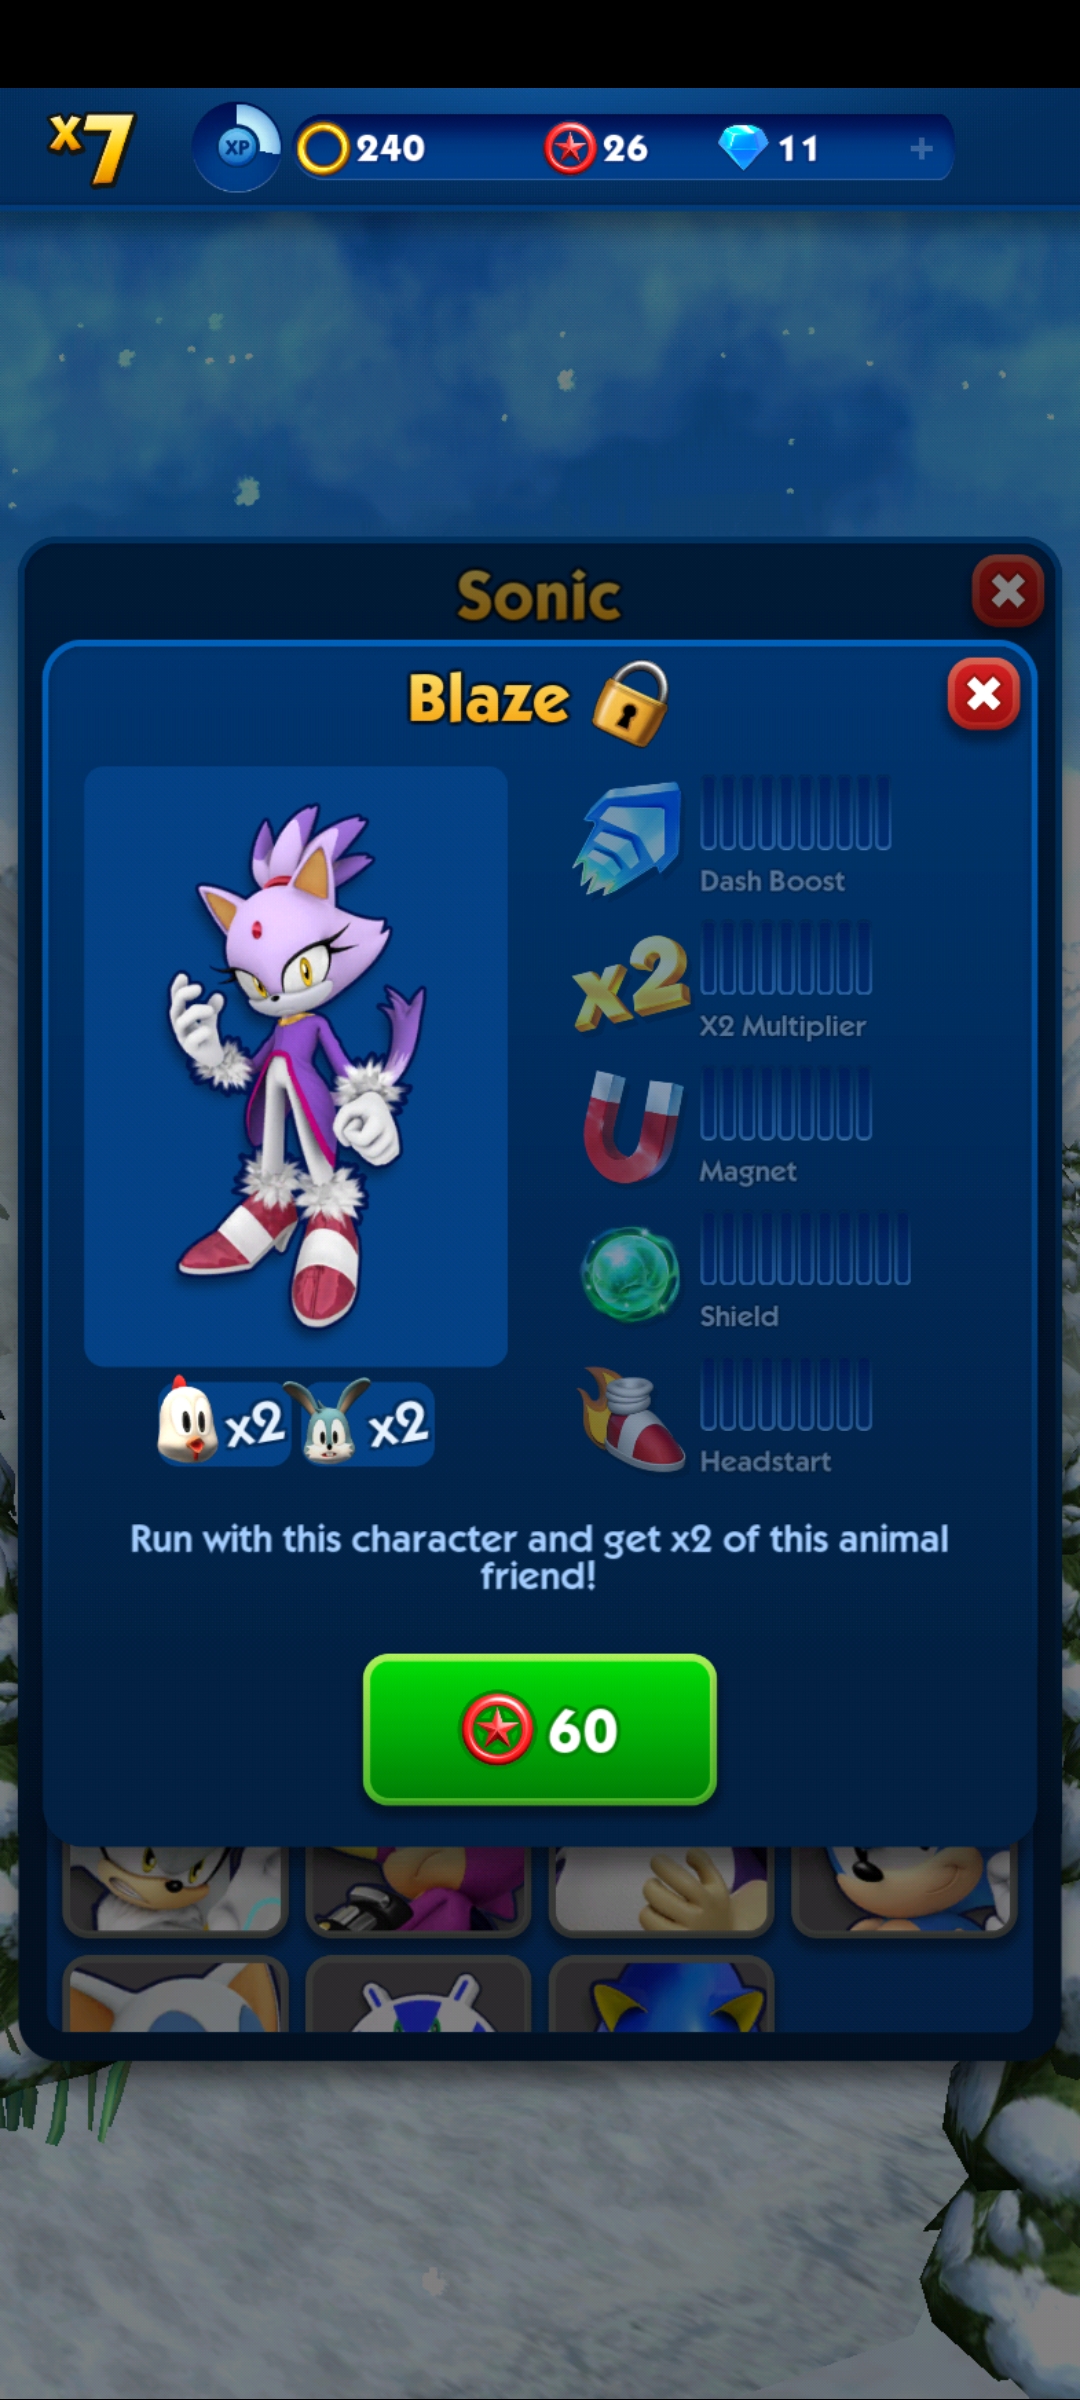 x7
XP
240
26
11
+
Sonic
Blaze
Dash Boost
x2
X2 Multiplier
Magnet
Shield
Headstart
x2
x2
Run with this character and get x2 of this animal
friend!
60